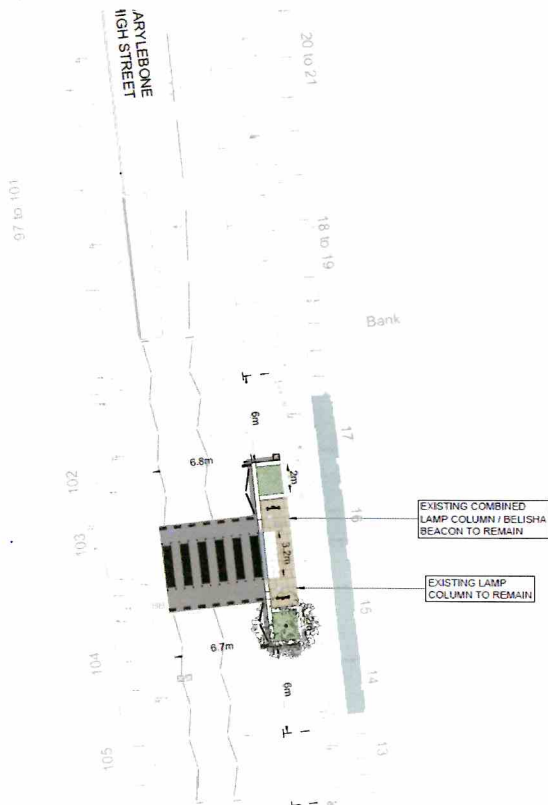 ARYLEBONE
HIGH STREET
20 to 21
97 to 101
18 to 19
Bank
17
6m
6.8m
2m
102
16
EXISTING COMBINED
LAMP COLUMN / BELISHA
BEACON TO REMAIN
103
3.2m
EXISTING LAMP
COLUMN TO REMAIN
15
2m
104
6.7m
14
6m
13
105